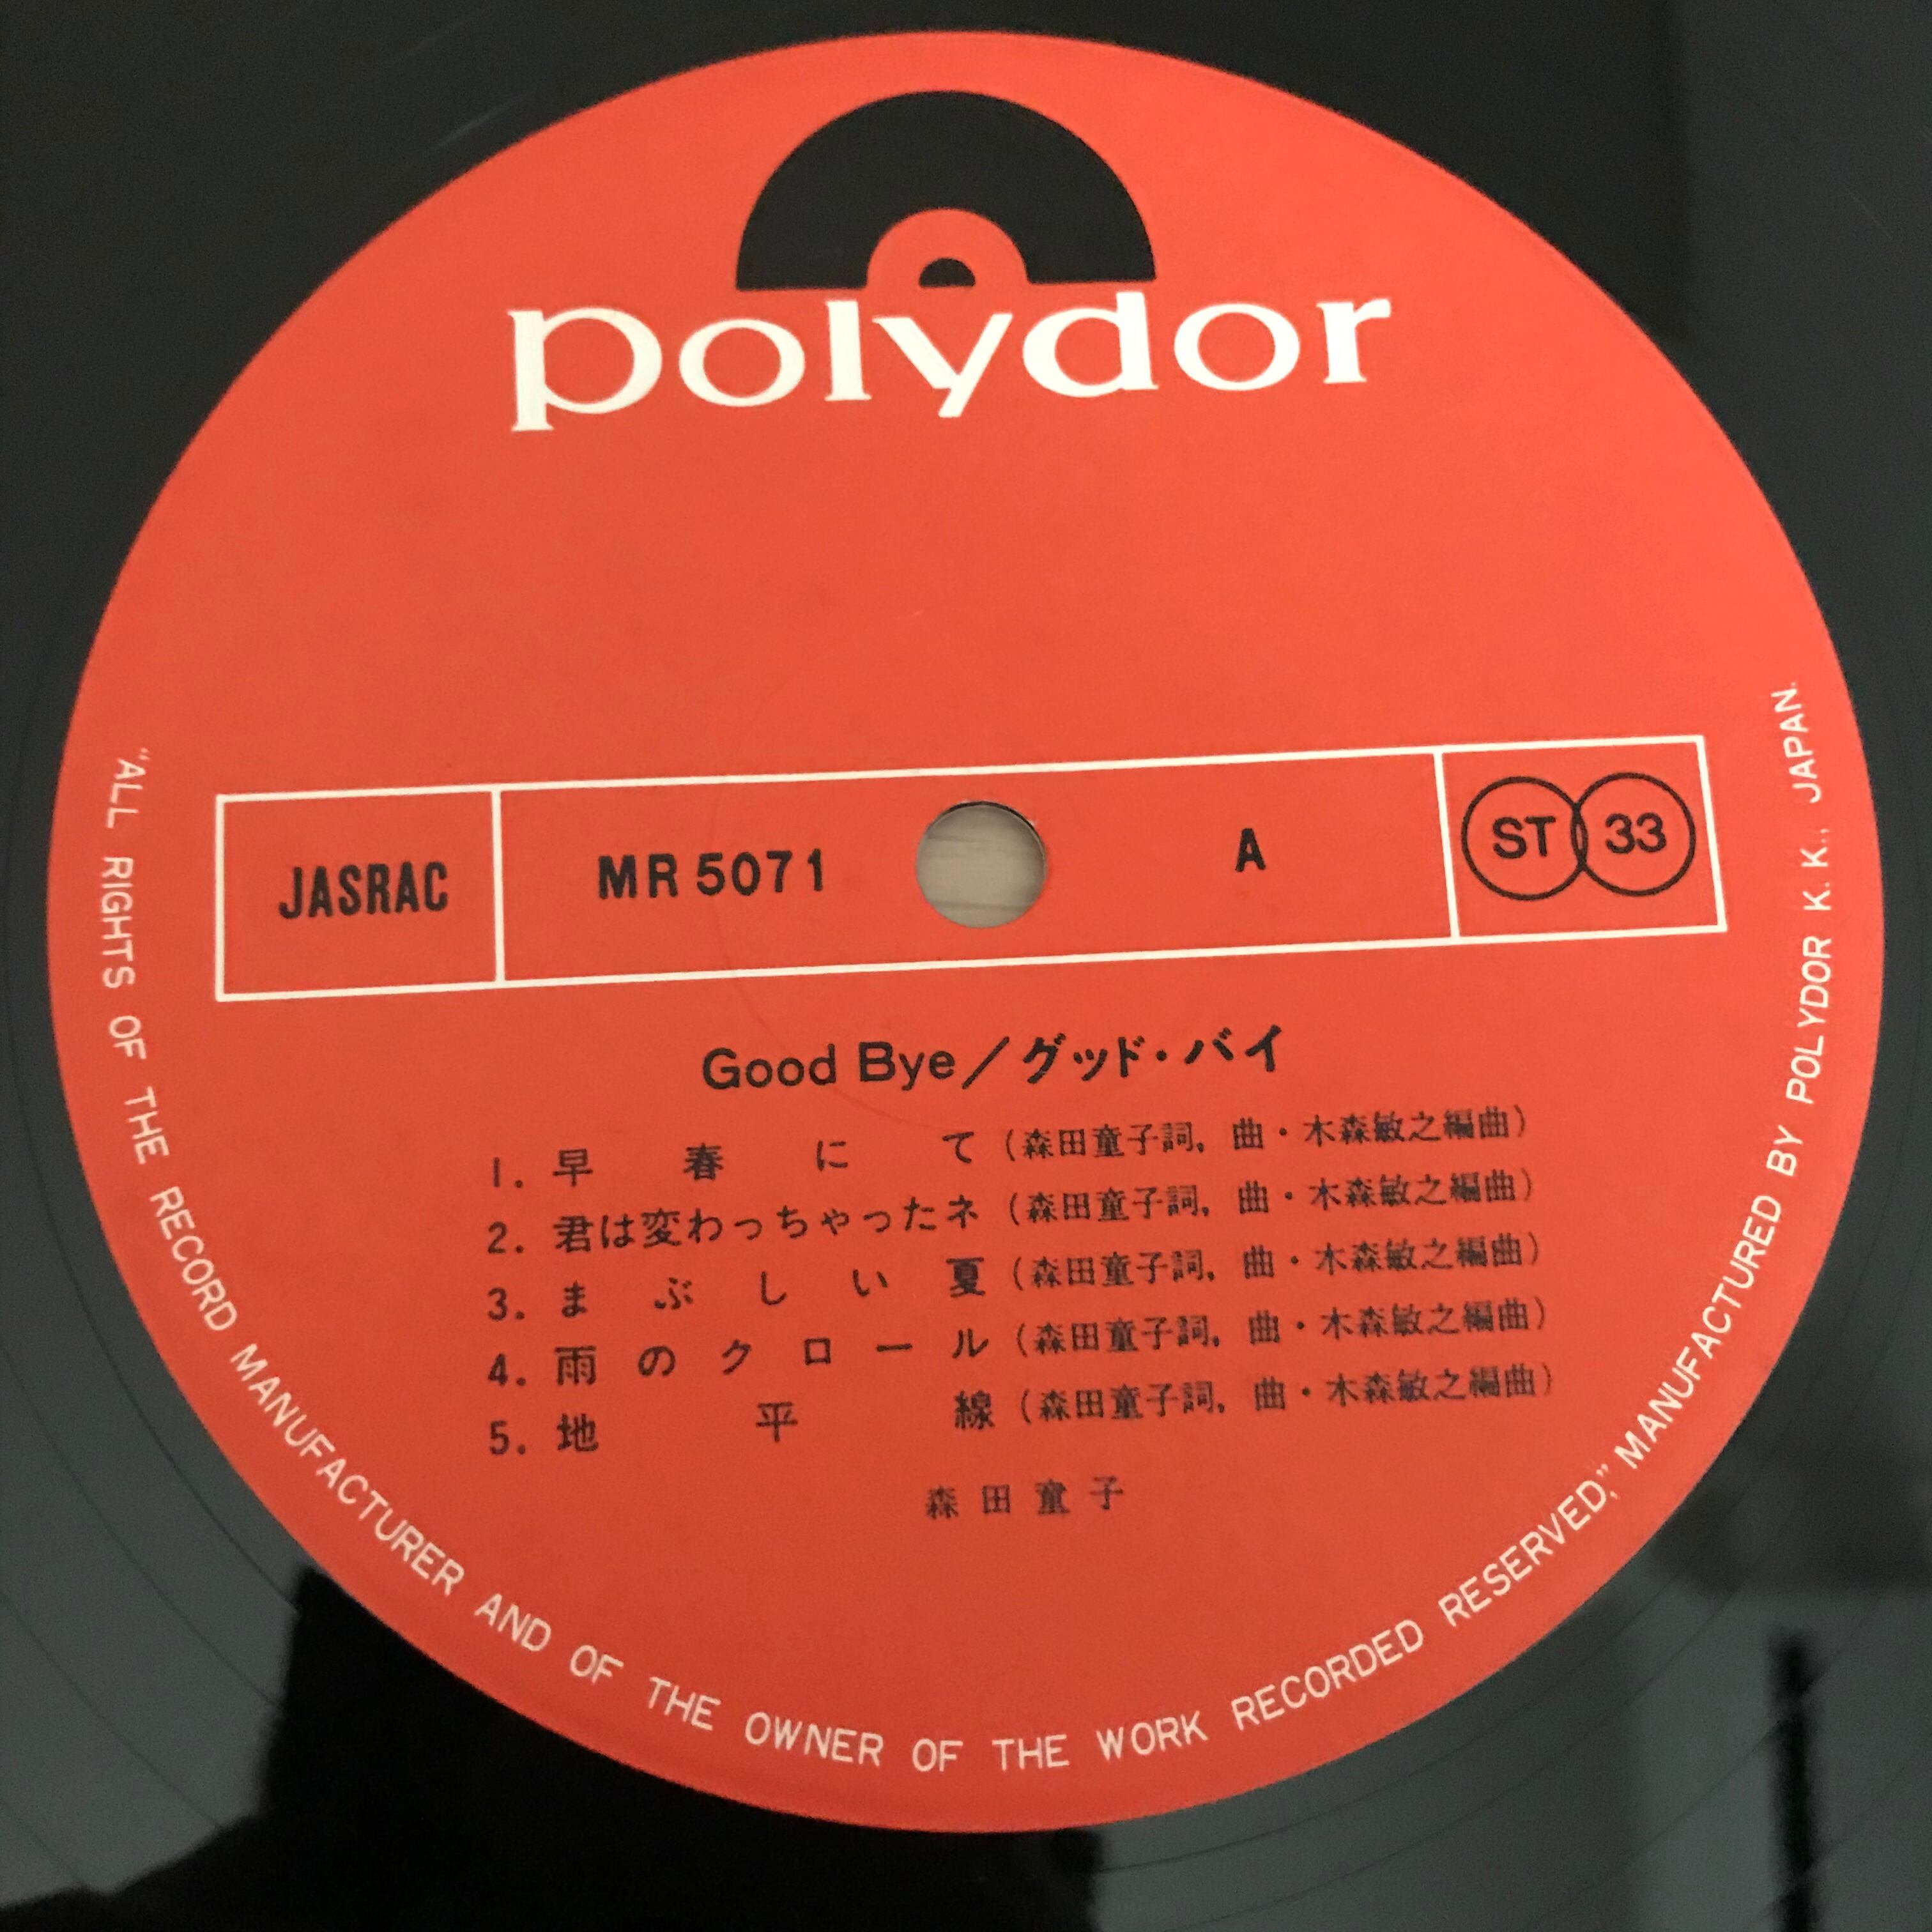 polydor
JASRAC
MR 5071
A
ST 33
Good Bye／グッド・バイ
1. 早春にて (森田童子詞, 曲・木森敏之編曲)
2. 君は変わっちゃったネ (森田童子詞, 曲・木森敏之編曲)
3. まぶしい夏 (森田童子詞, 曲・木森敏之編曲)
4. 雨のクロール (森田童子詞, 曲・木森敏之編曲)
5. 地平線 (森田童子詞, 曲・木森敏之編曲)
森田童子
"ALL RIGHTS OF THE RECORD MANUFACTURER AND OF THE OWNER OF THE WORK RECORDED RESERVED," MANUFACTURED BY POLYDOR K.K., JAPAN.